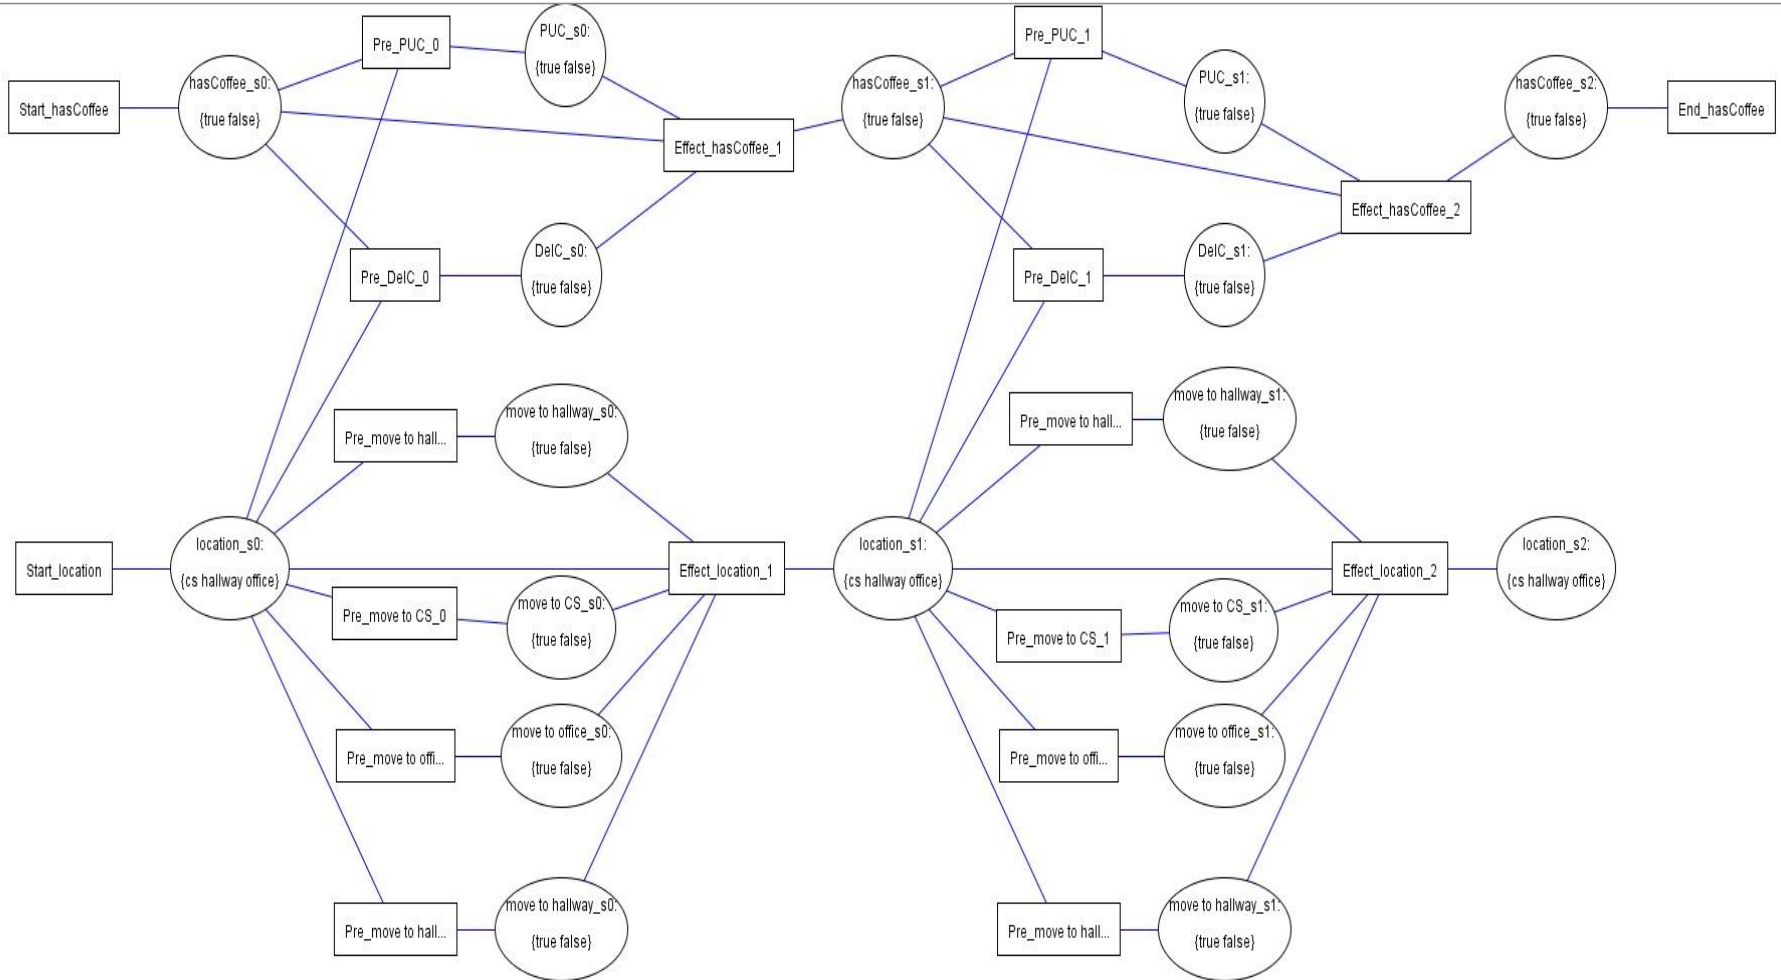 Start_hasCoffee
hasCoffee_s0:
{true false}
Pre_PUC_0
PUC_s0:
{true false}
Effect_hasCoffee_1
Pre_DelC_0
DelC_s0:
{true false}
hasCoffee_s1:
{true false}
Pre_PUC_1
PUC_s1:
{true false}
Effect_hasCoffee_2
Pre_DelC_1
DelC_s1:
{true false}
hasCoffee_s2:
{true false}
End_hasCoffee
Start_location
location_s0:
{cs hallway office}
Pre_move to hall...
move to hallway_s0:
{true false}
Effect_location_1
Pre_move to CS_0
move to CS_s0:
{true false}
Pre_move to offi...
move to office_s0:
{true false}
Pre_move to hall...
move to hallway_s0:
{true false}
location_s1:
{cs hallway office}
Pre_move to hall...
move to hallway_s1:
{true false}
Effect_location_2
Pre_move to CS_1
move to CS_s1:
{true false}
Pre_move to offi...
move to office_s1:
{true false}
Pre_move to hall...
move to hallway_s1:
{true false}
location_s2:
{cs hallway office}